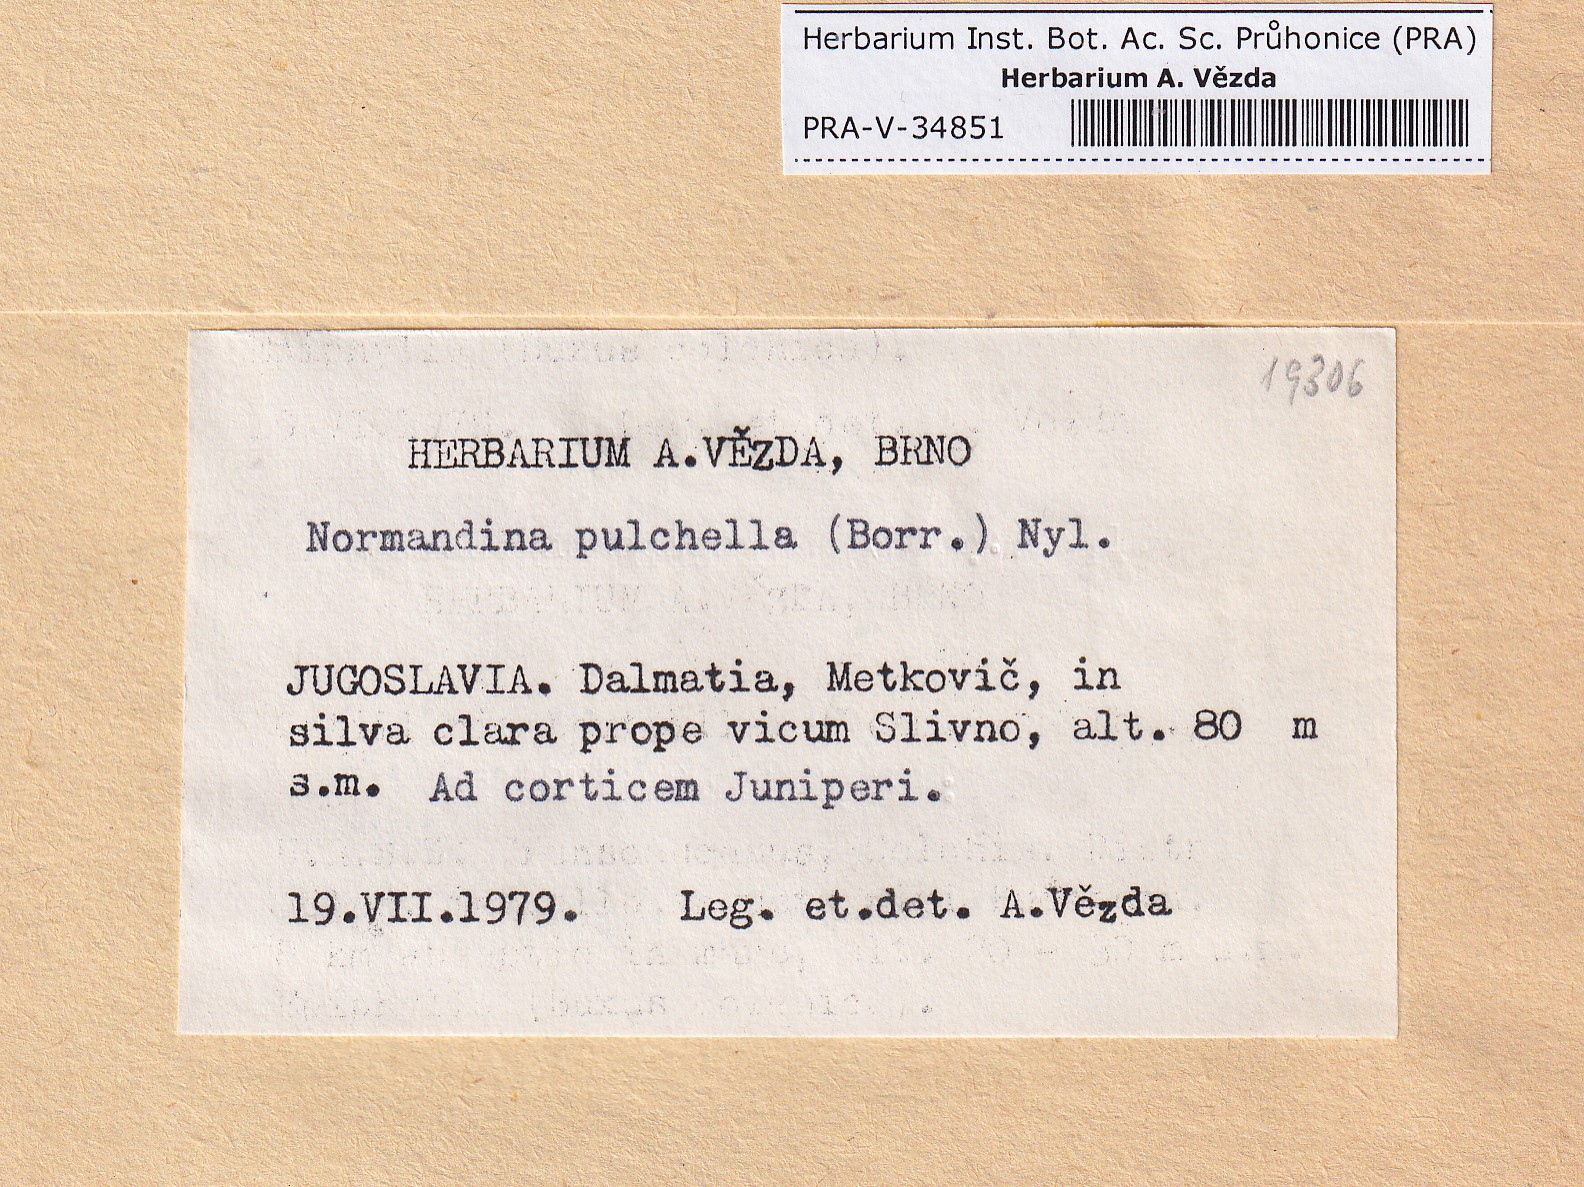 Herbarium Inst. Bot. Ac. Sc. Průhonice (PRA)
Herbarium A. Vězda
PRA-V-34851
19306
HERBARIUM A.VĚZDA, BRNO
Normandina pulchella (Borr.) Nyl.
JUGOSLAVIA. Dalmatia, Metkovič, in
silva clara prope vicum Slivno, alt. 80 m
s.m. Ad corticem Juniperi.
19.VII.1979. Leg. et.det. A.Vězda